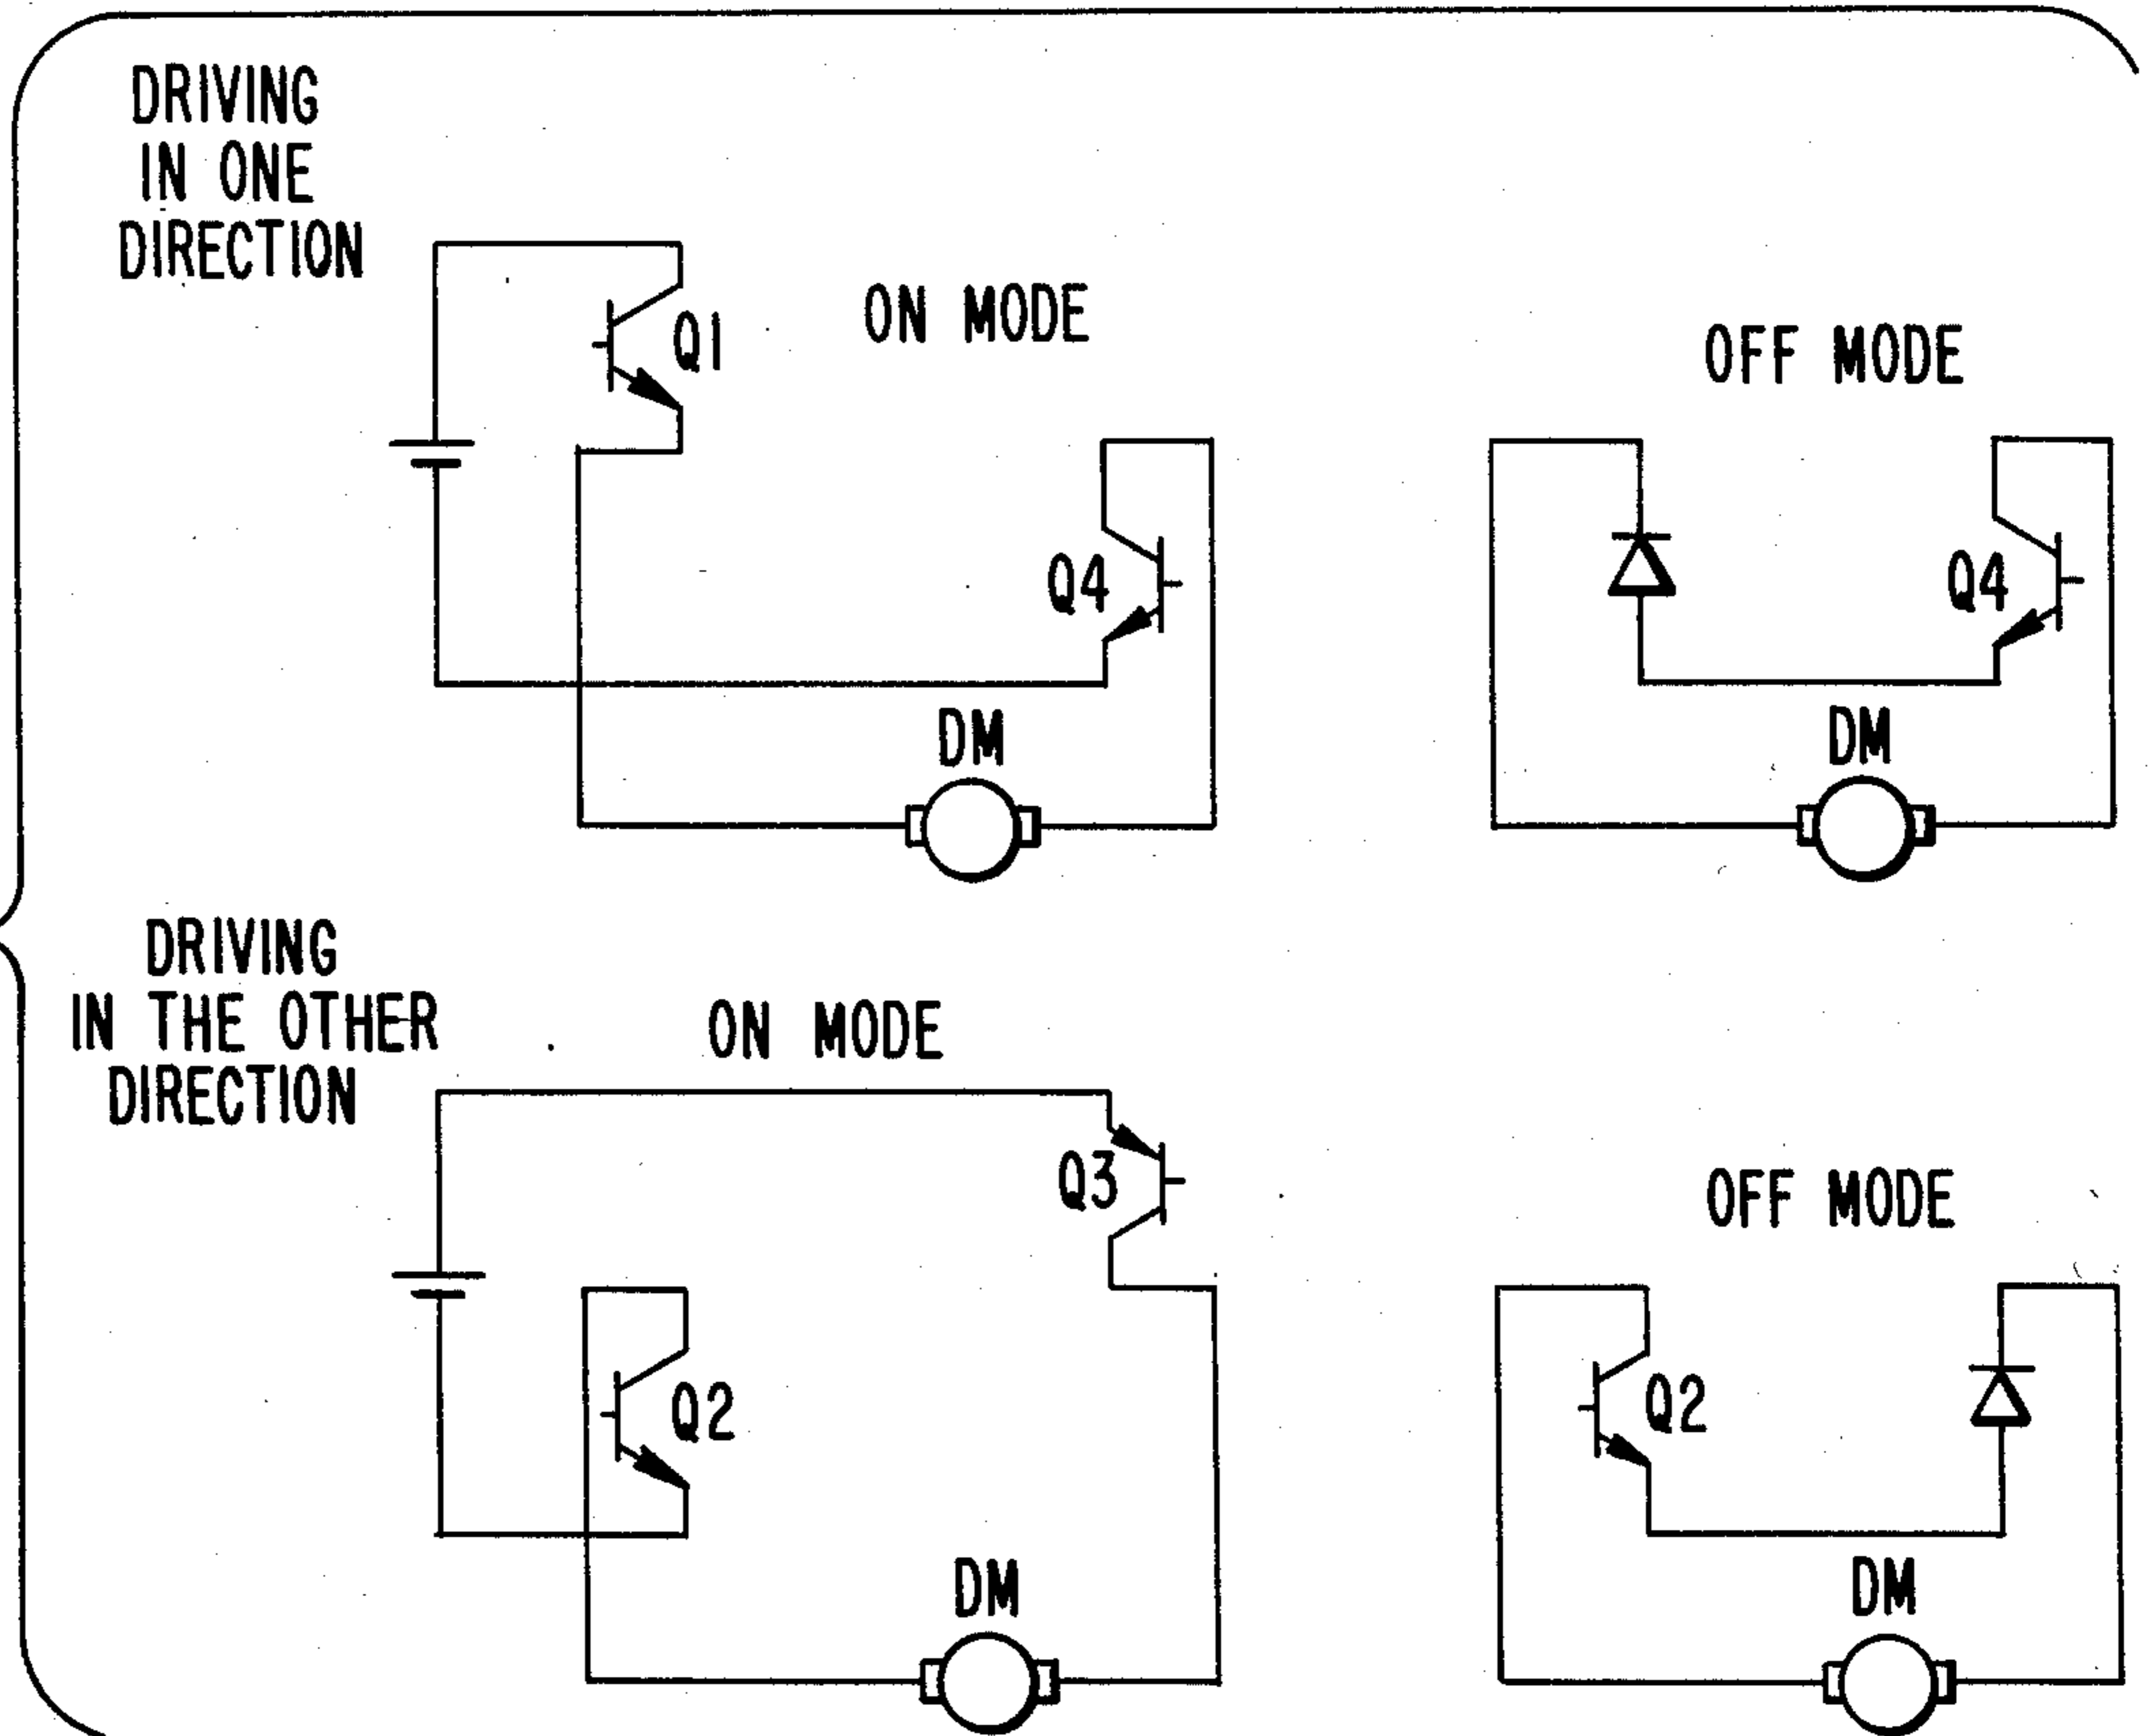 DRIVING
IN ONE
DIRECTION
ON MODE
Q1
Q4
DM
OFF MODE
Q4
DM
DRIVING
IN THE OTHER
DIRECTION
ON MODE
Q3
Q2
DM
OFF MODE
Q2
DM